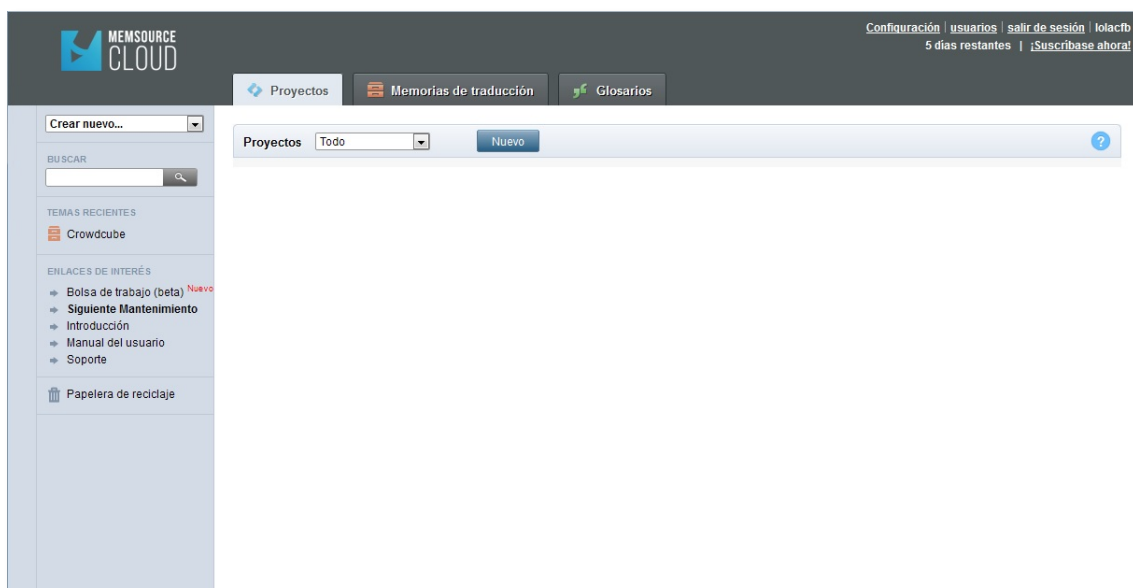 MEMSOURCE
CLOUD
Configuración | usuarios | salir de sesión | lolacfb
5 días restantes | ¡Suscríbase ahora!
Proyectos
Memorias de traducción
Glosarios
Crear nuevo...
BUSCAR
TEMAS RECIENTES
Crowdcube
ENLACES DE INTERÉS
Bolsa de trabajo (beta) Nuevo
Siguiente Mantenimiento
Introducción
Manual del usuario
Soporte
Papelera de reciclaje
Proyectos Todo Nuevo ?